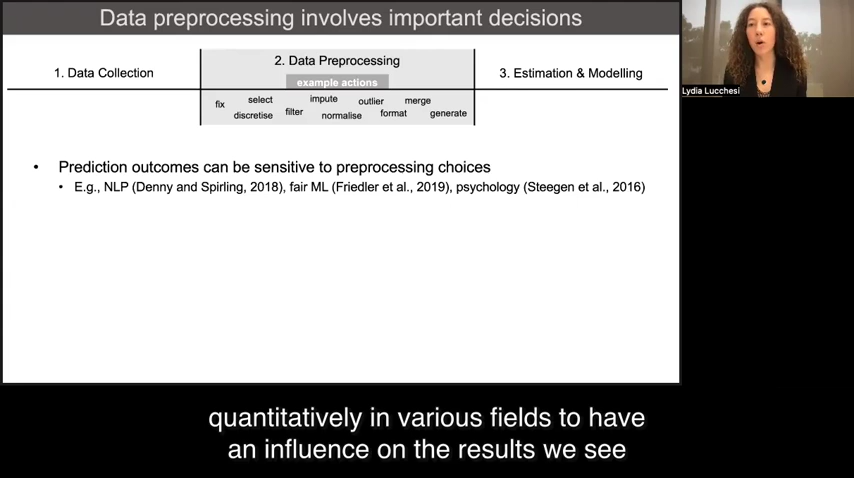 Data preprocessing involves important decisions
1. Data Collection
2. Data Preprocessing
example actions
fix
select
discretise
filter
impute
normalise
outlier
format
merge
generate
3. Estimation & Modelling
Lydia Lucchesi
• Prediction outcomes can be sensitive to preprocessing choices
• E.g., NLP (Denny and Spirling, 2018), fair ML (Friedler et al., 2019), psychology (Steegen et al., 2016)
quantitatively in various fields to have
an influence on the results we see